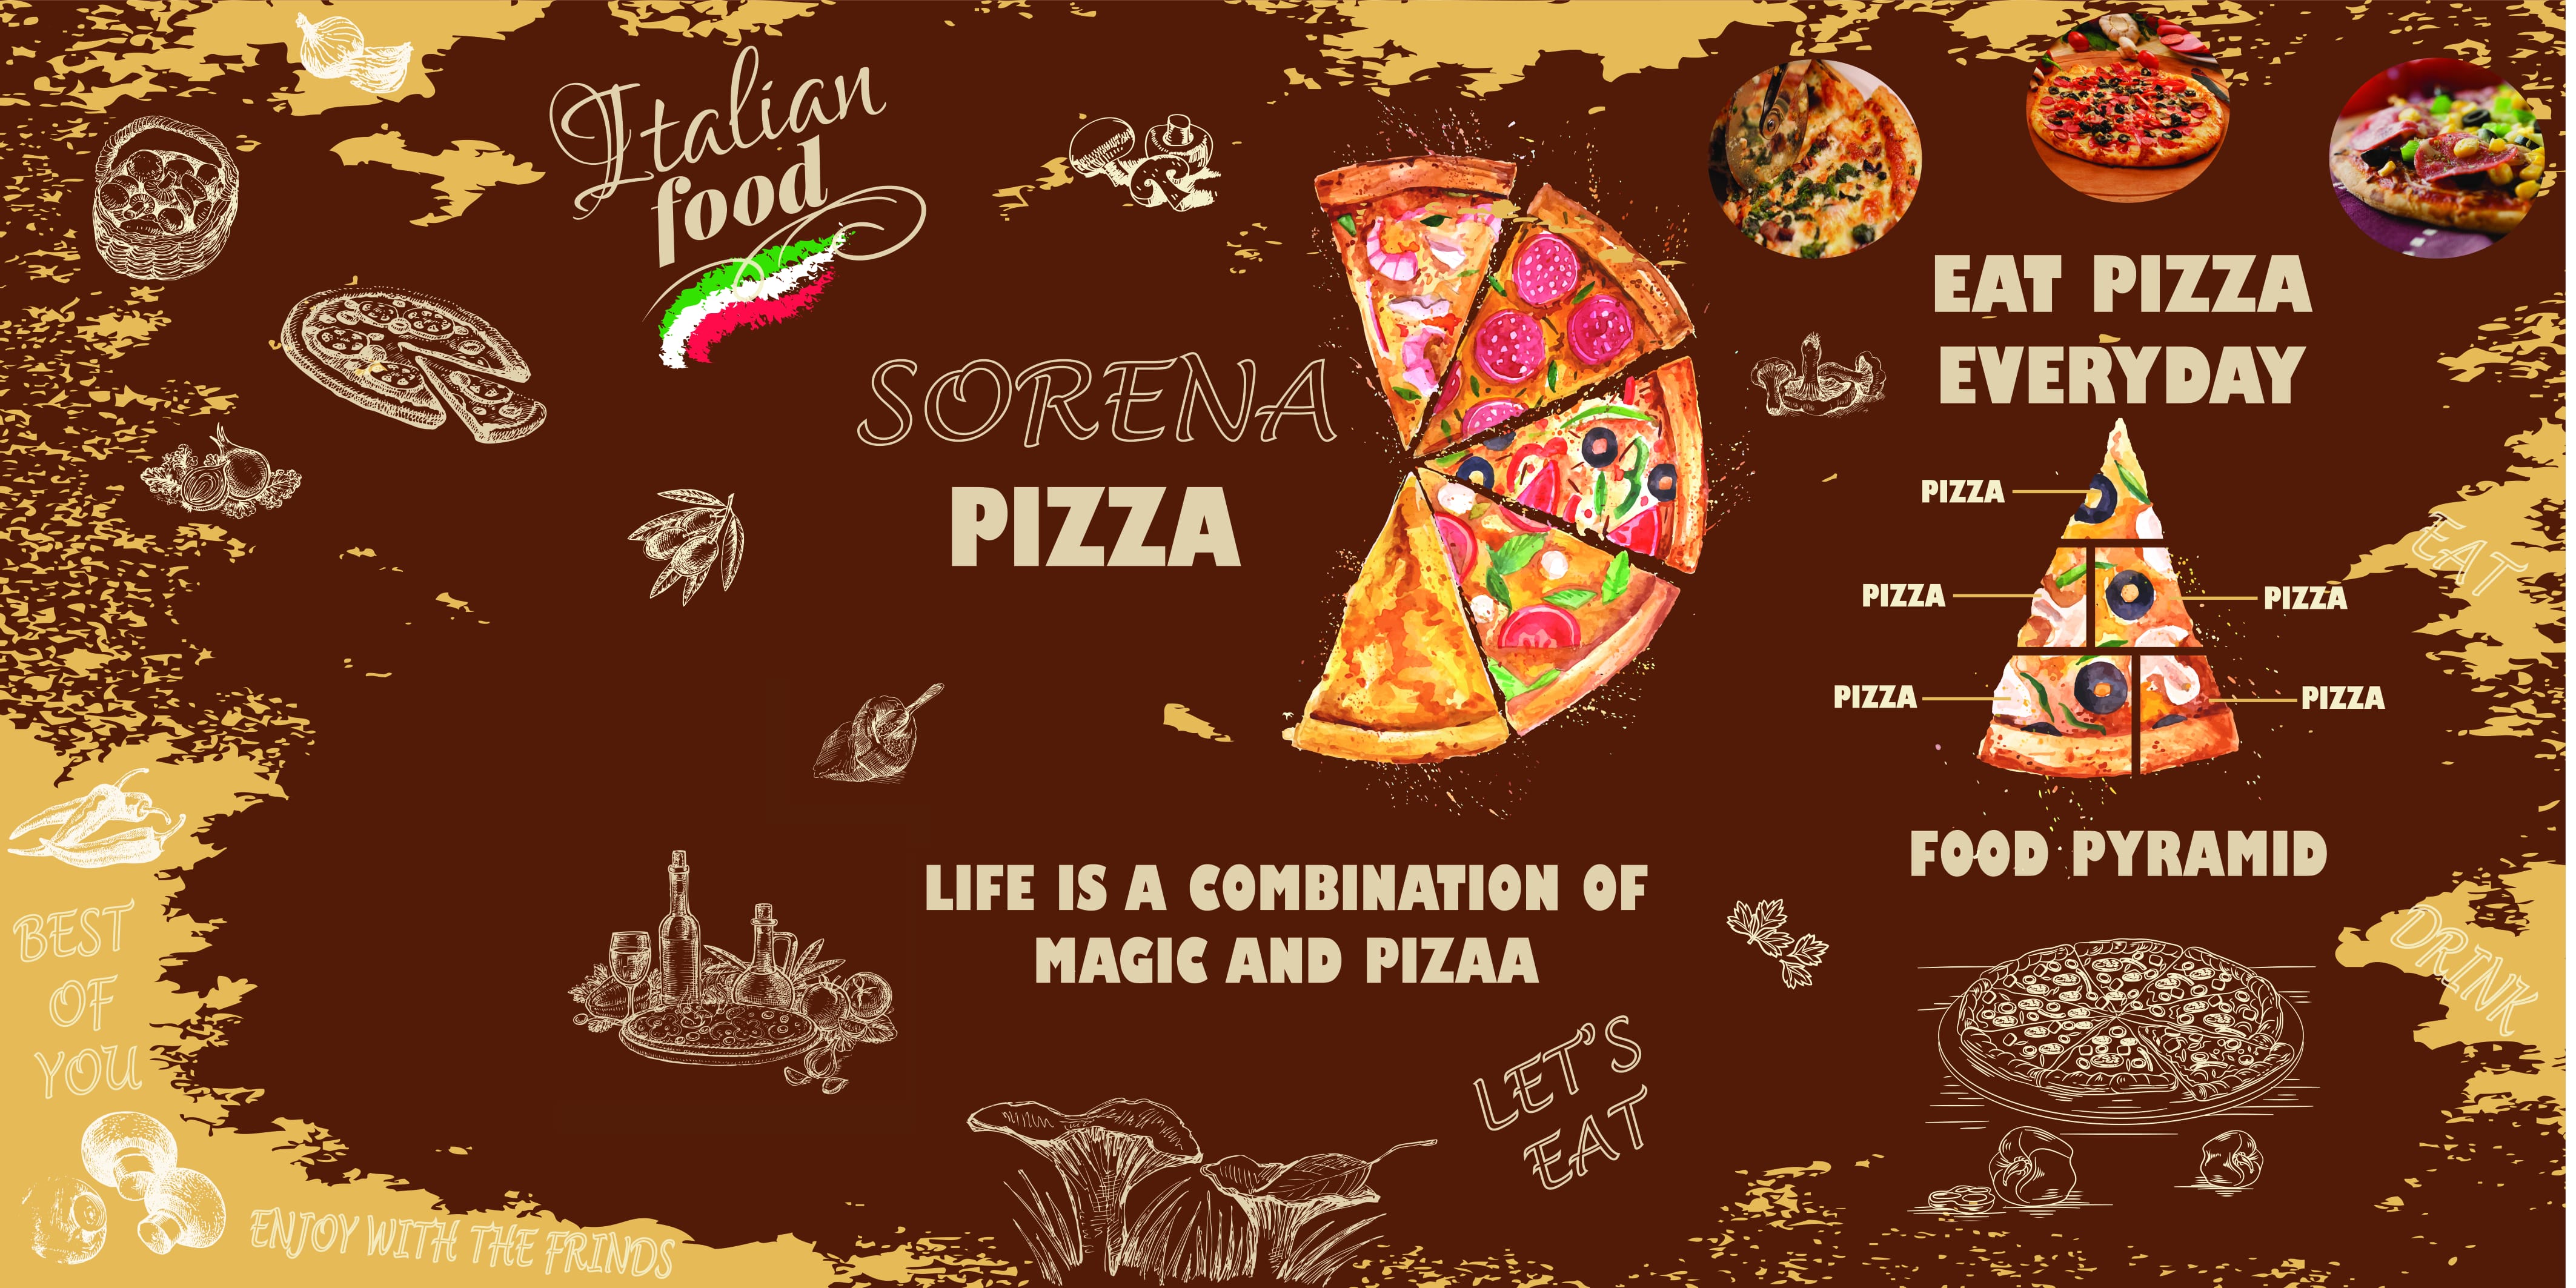 Italian
food
SORENA
PIZZA
EAT PIZZA
EVERYDAY
PIZZA
PIZZA
PIZZA
PIZZA
PIZZA
FOOD PYRAMID
EAT
DRINK
LIFE IS A COMBINATION OF
MAGIC AND PIZAA
LET'S
EAT
BEST
OF
YOU
ENJOY WITH THE FRINDS